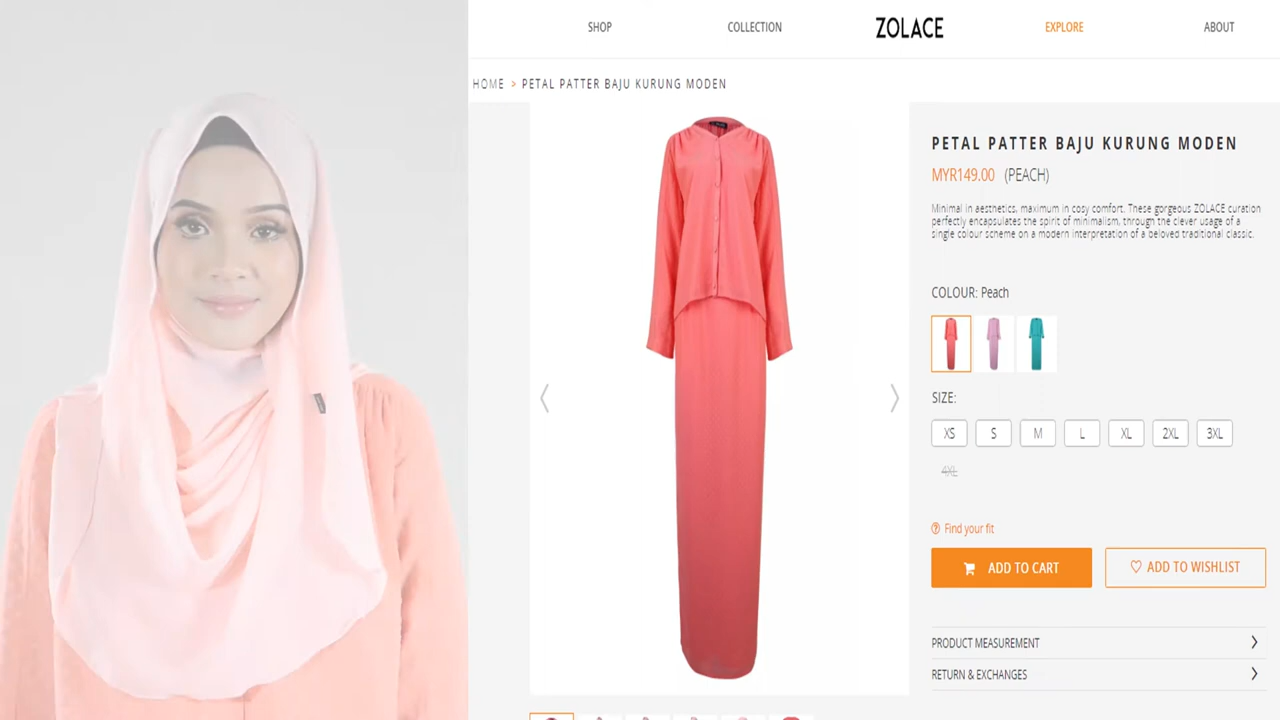 SHOP
COLLECTION
ZOLACE
EXPLORE
ABOUT
HOME > PETAL PATTER BAJU KURUNG MODEN
PETAL PATTER BAJU KURUNG MODEN
MYR149.00 (PEACH)
Minimal in aesthetics, maximum in cosy comfort. These gorgeous ZOLACE curation
perfectly encapsulates the spirit of minimalism, through the clever usage of a
single colour scheme on a modern interpretation of a beloved traditional classic.
COLOUR: Peach
SIZE:
XS S M L XL 2XL 3XL
4XL
Find your fit
ADD TO CART
ADD TO WISHLIST
PRODUCT MEASUREMENT
RETURN & EXCHANGES